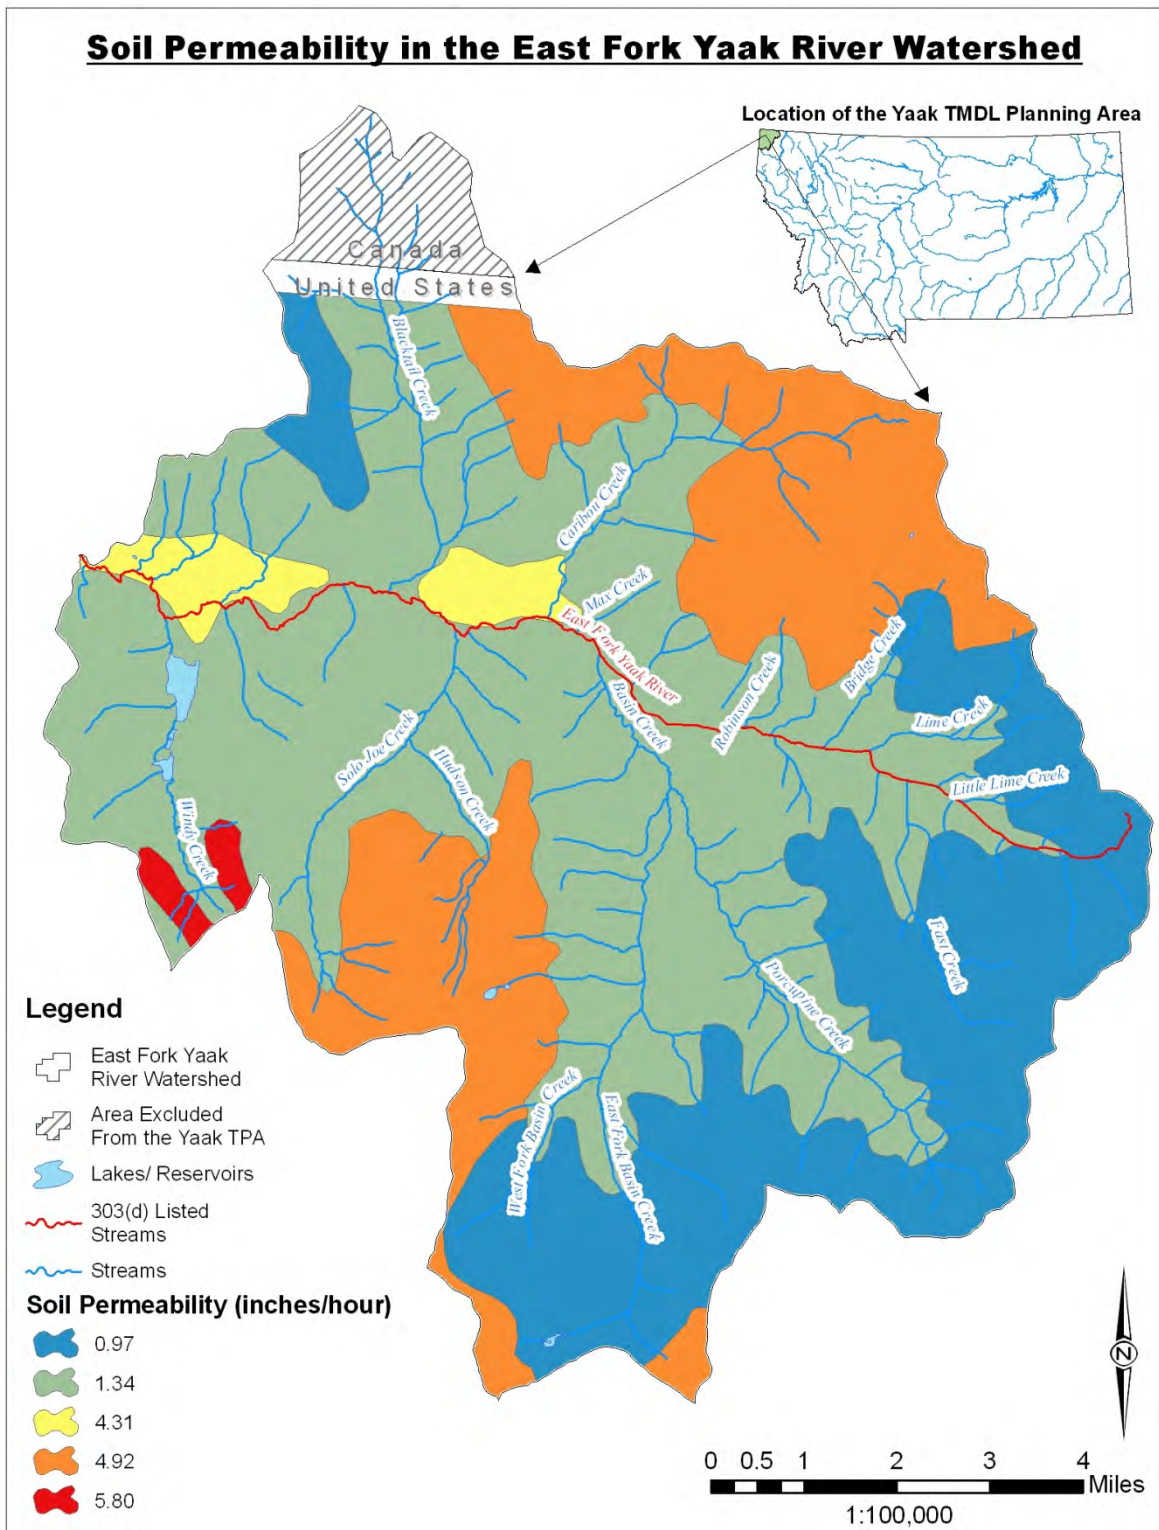 Soil Permeability in the East Fork Yaak River Watershed
Location of the Yaak TMDL Planning Area
Canada
United States
Blacktail Creek
Caribou Creek
Max Creek
East Fork Yaak River
Basin Creek
Robinson Creek
Bridge Creek
Lime Creek
Little Lime Creek
Solo Joe Creek
Hudson Creek
Windy Creek
Fast Creek
Porcupine Creek
West Fork Basin Creek
East Fork Basin Creek
Legend
East Fork Yaak
River Watershed
Area Excluded
From the Yaak TPA
Lakes/ Reservoirs
303(d) Listed
Streams
Streams
Soil Permeability (inches/hour)
0.97
1.34
4.31
4.92
5.80
N
0 0.5 1 2 3 4
Miles
1:100,000